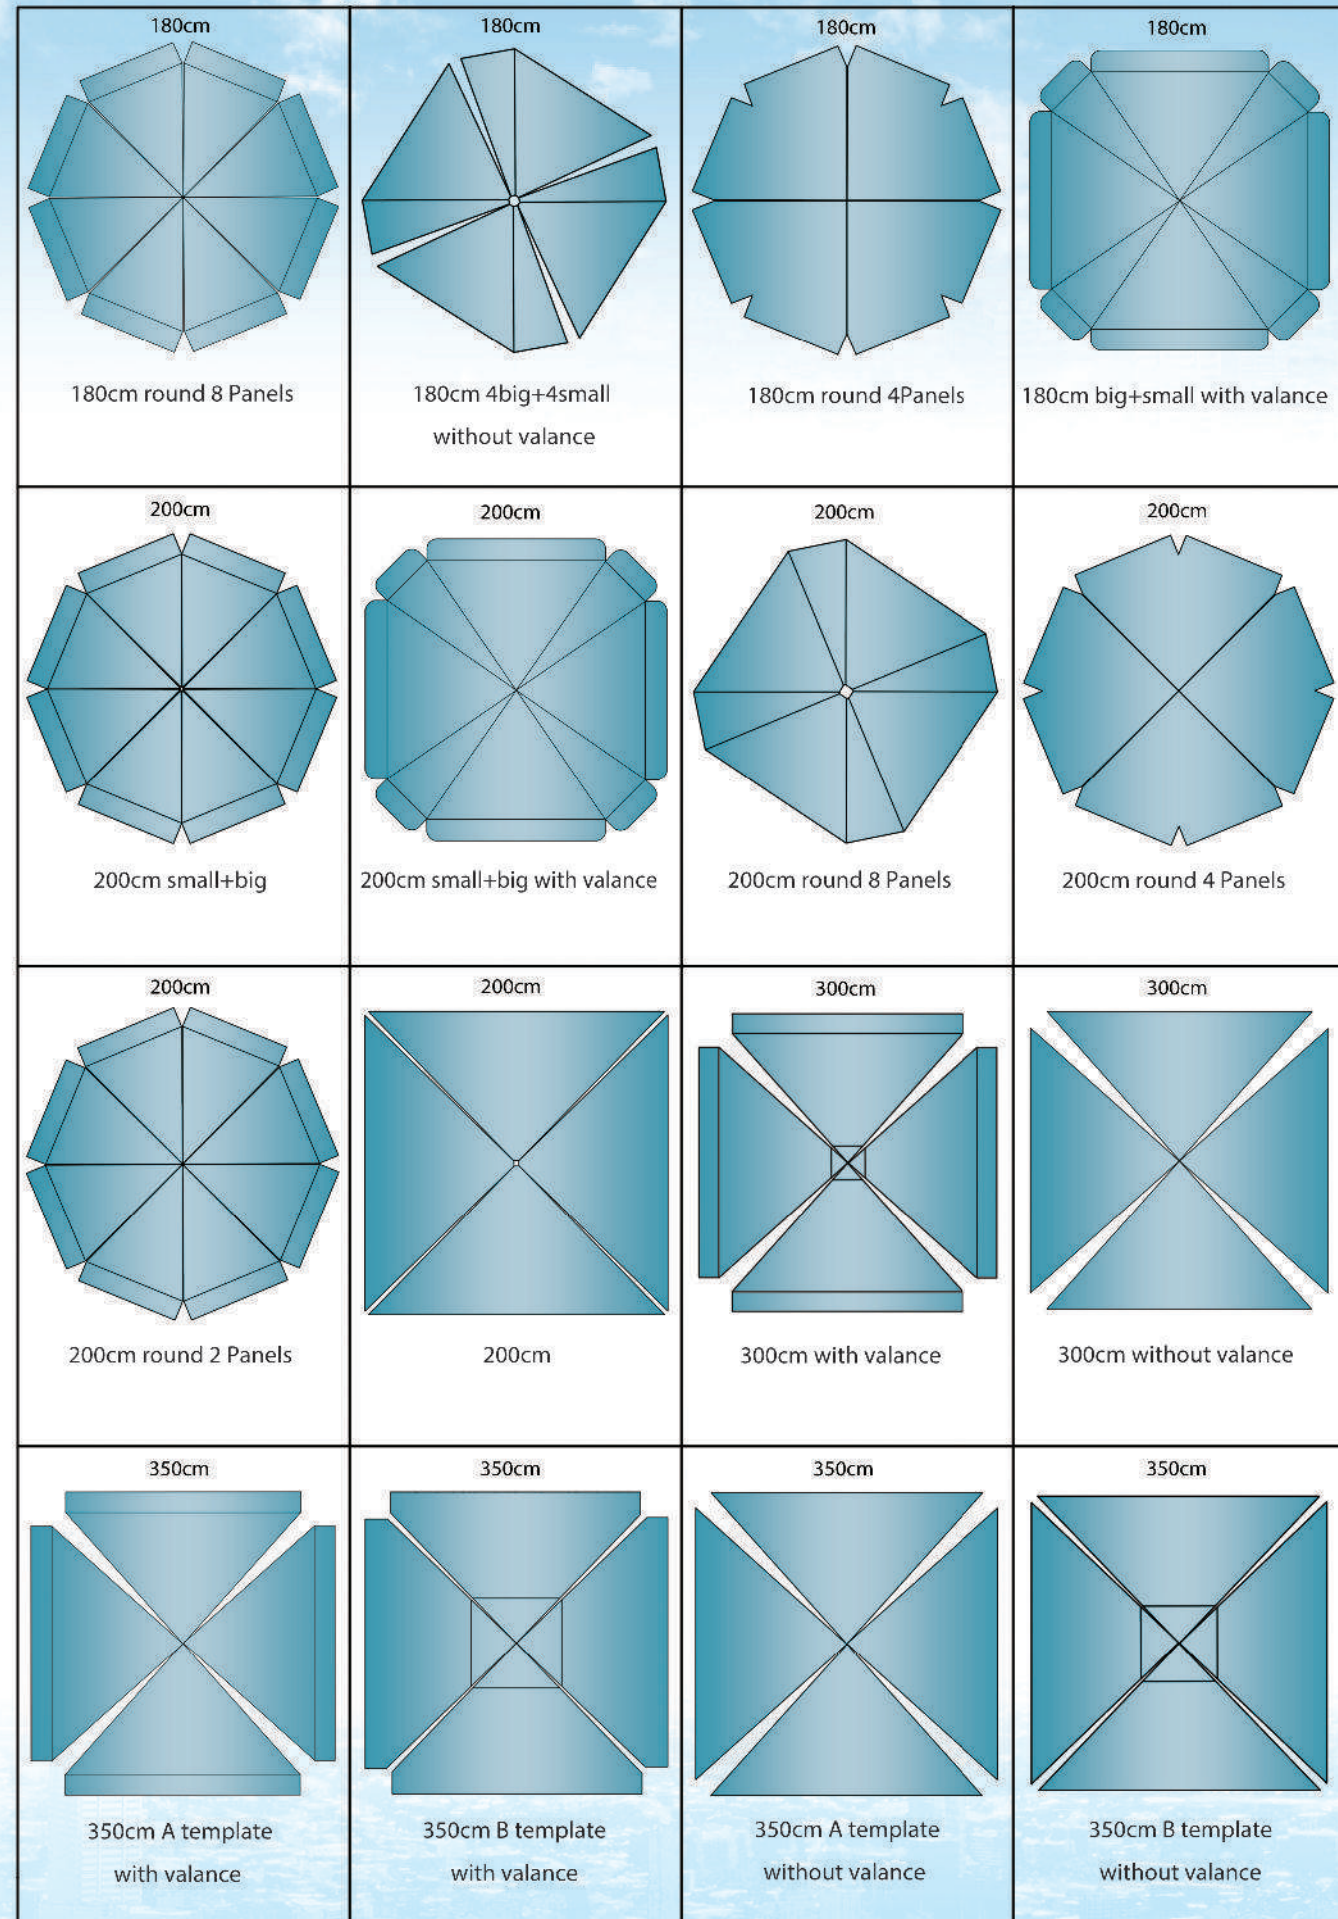 180cm
180cm
180cm
180cm
180cm round 8 Panels
180cm 4big+4small
without valance
180cm round 4Panels
180cm big+small with valance
200cm
200cm
200cm
200cm
200cm small+big
200cm small+big with valance
200cm round 8 Panels
200cm round 4 Panels
200cm
200cm
300cm
300cm
200cm round 2 Panels
200cm
300cm with valance
300cm without valance
350cm
350cm
350cm
350cm
350cm A template
with valance
350cm B template
with valance
350cm A template
without valance
350cm B template
without valance